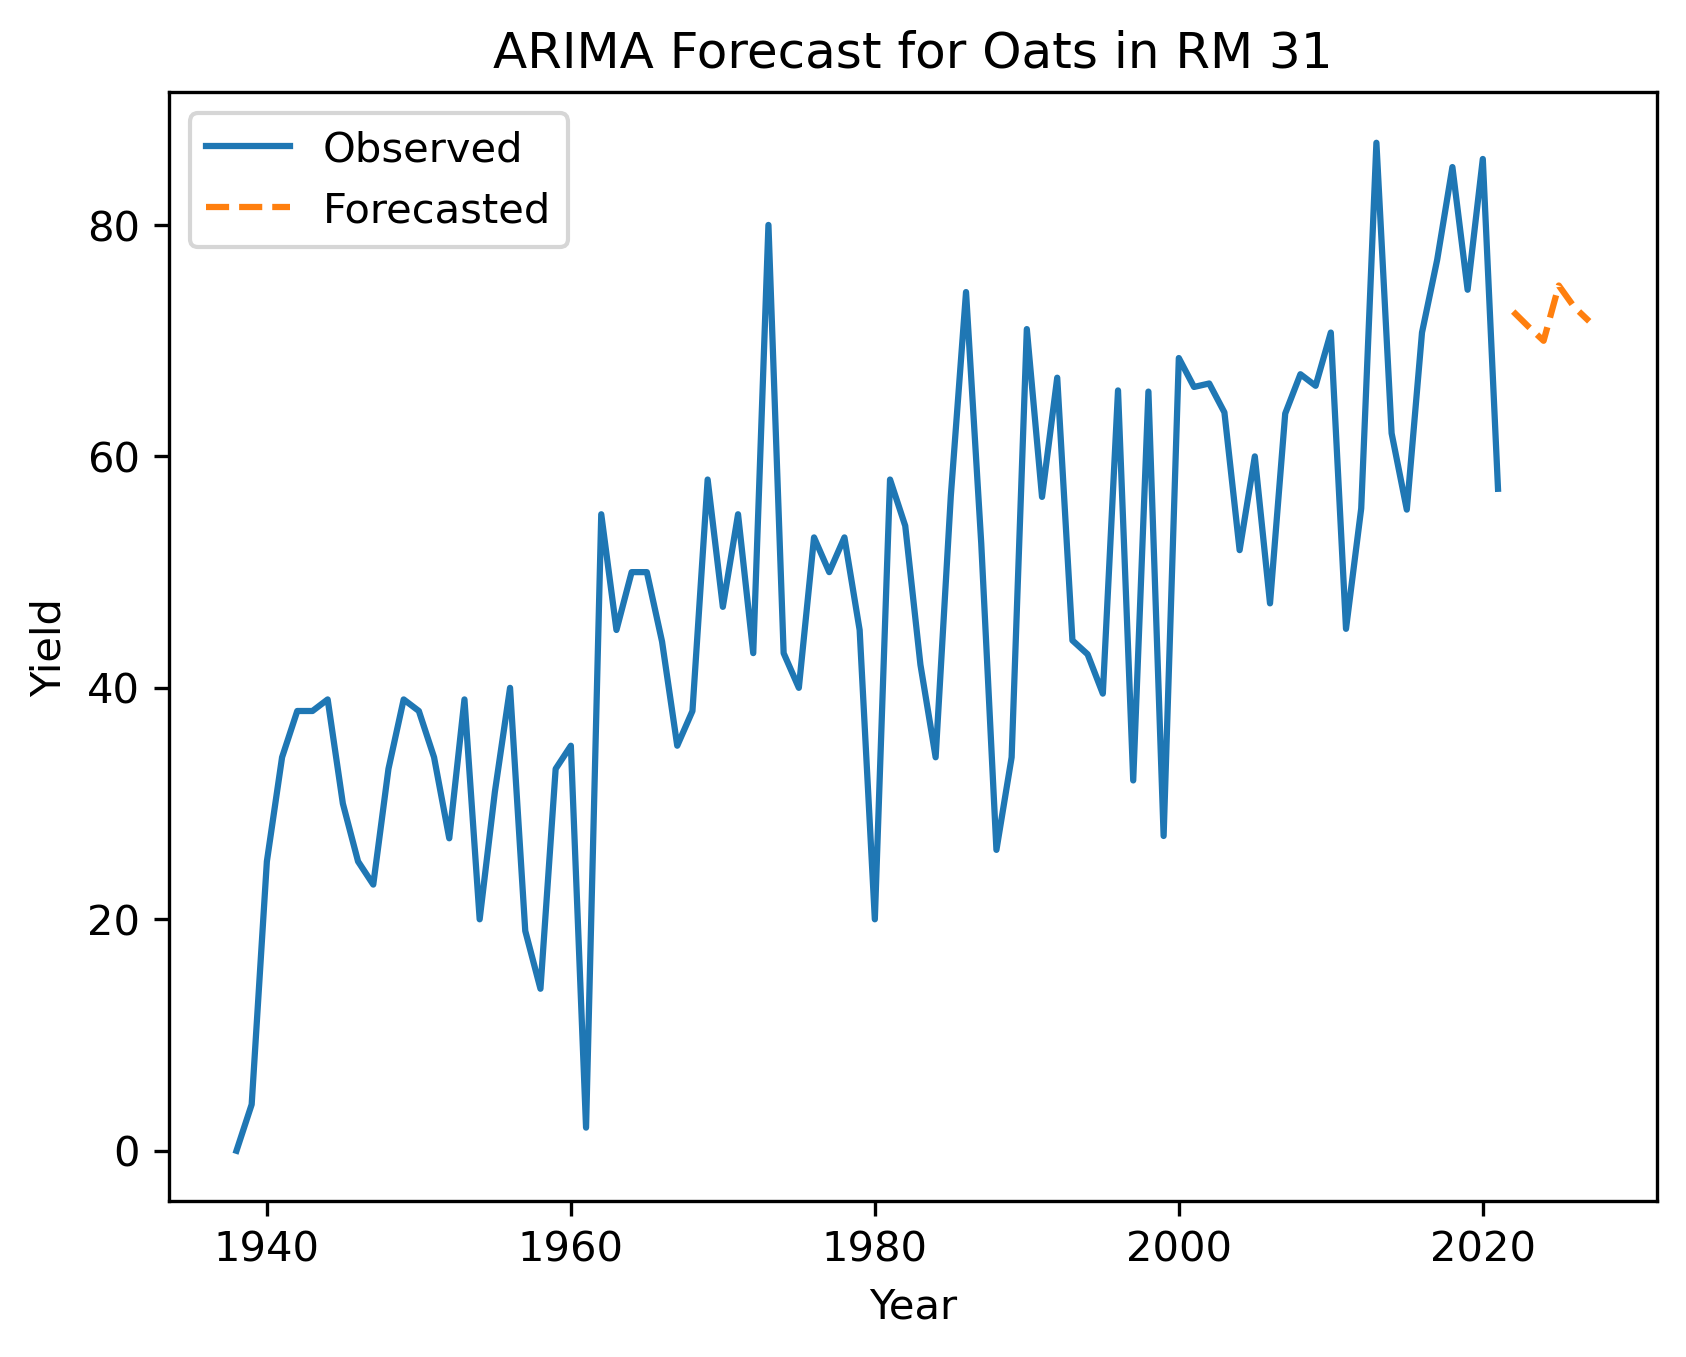 ARIMA Forecast for Oats in RM 31
Observed
Forecasted
80
60
40
20
0
Yield
1940 1960 1980 2000 2020
Year